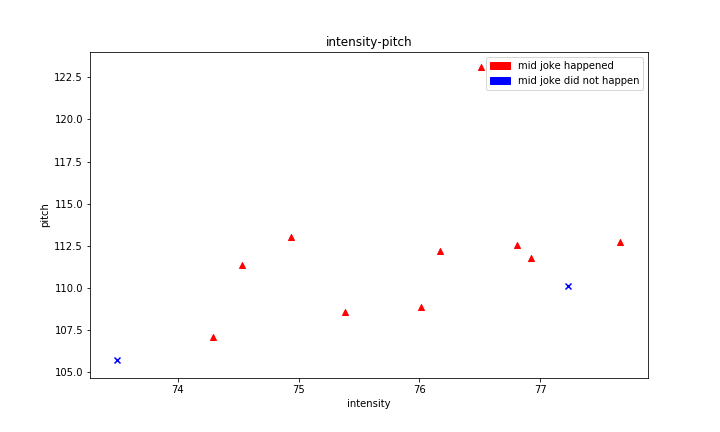 intensity-pitch
mid joke happened
mid joke did not happen
122.5
120.0
117.5
115.0
112.5
110.0
107.5
105.0
pitch
74
75
76
77
intensity